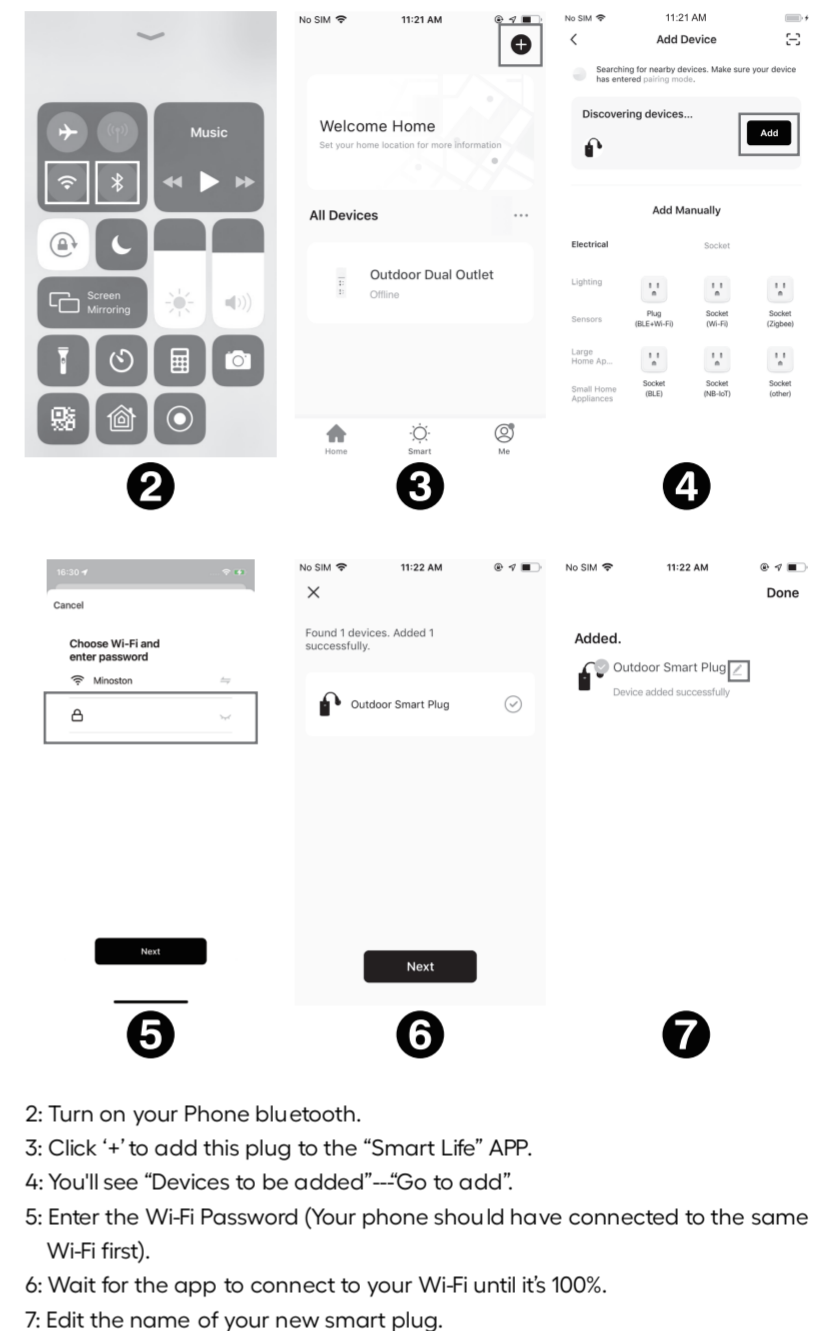 Music
Screen
Mirroring
2
No SIM 11:21 AM
Welcome Home
Set your home location for more information
All Devices
Outdoor Dual Outlet
Offline
Home Smart Me
3
No SIM 11:21 AM
Add Device
Searching for nearby devices. Make sure your device
has entered pairing mode.
Discovering devices...
Add
Add Manually
Electrical
Socket
Lighting
Sensors
Large
Home Ap...
Small Home
Appliances
Plug
(BLE+Wi-Fi)
Socket
(Wi-Fi)
Socket
(Zigbee)
Socket
(BLE)
Socket
(NB-IoT)
Socket
(other)
4
16:30
Cancel
Choose Wi-Fi and
enter password
Minoston
Next
5
No SIM 11:22 AM
Found 1 devices. Added 1
successfully.
Outdoor Smart Plug
Next
6
No SIM 11:22 AM
Done
Added.
Outdoor Smart Plug
Device added successfully
7
2: Turn on your Phone bluetooth.
3: Click ‘+’ to add this plug to the “Smart Life” APP.
4: You'll see “Devices to be added”---“Go to add”.
5: Enter the Wi-Fi Password (Your phone should have connected to the same
Wi-Fi first).
6: Wait for the app to connect to your Wi-Fi until it’s 100%.
7: Edit the name of your new smart plug.